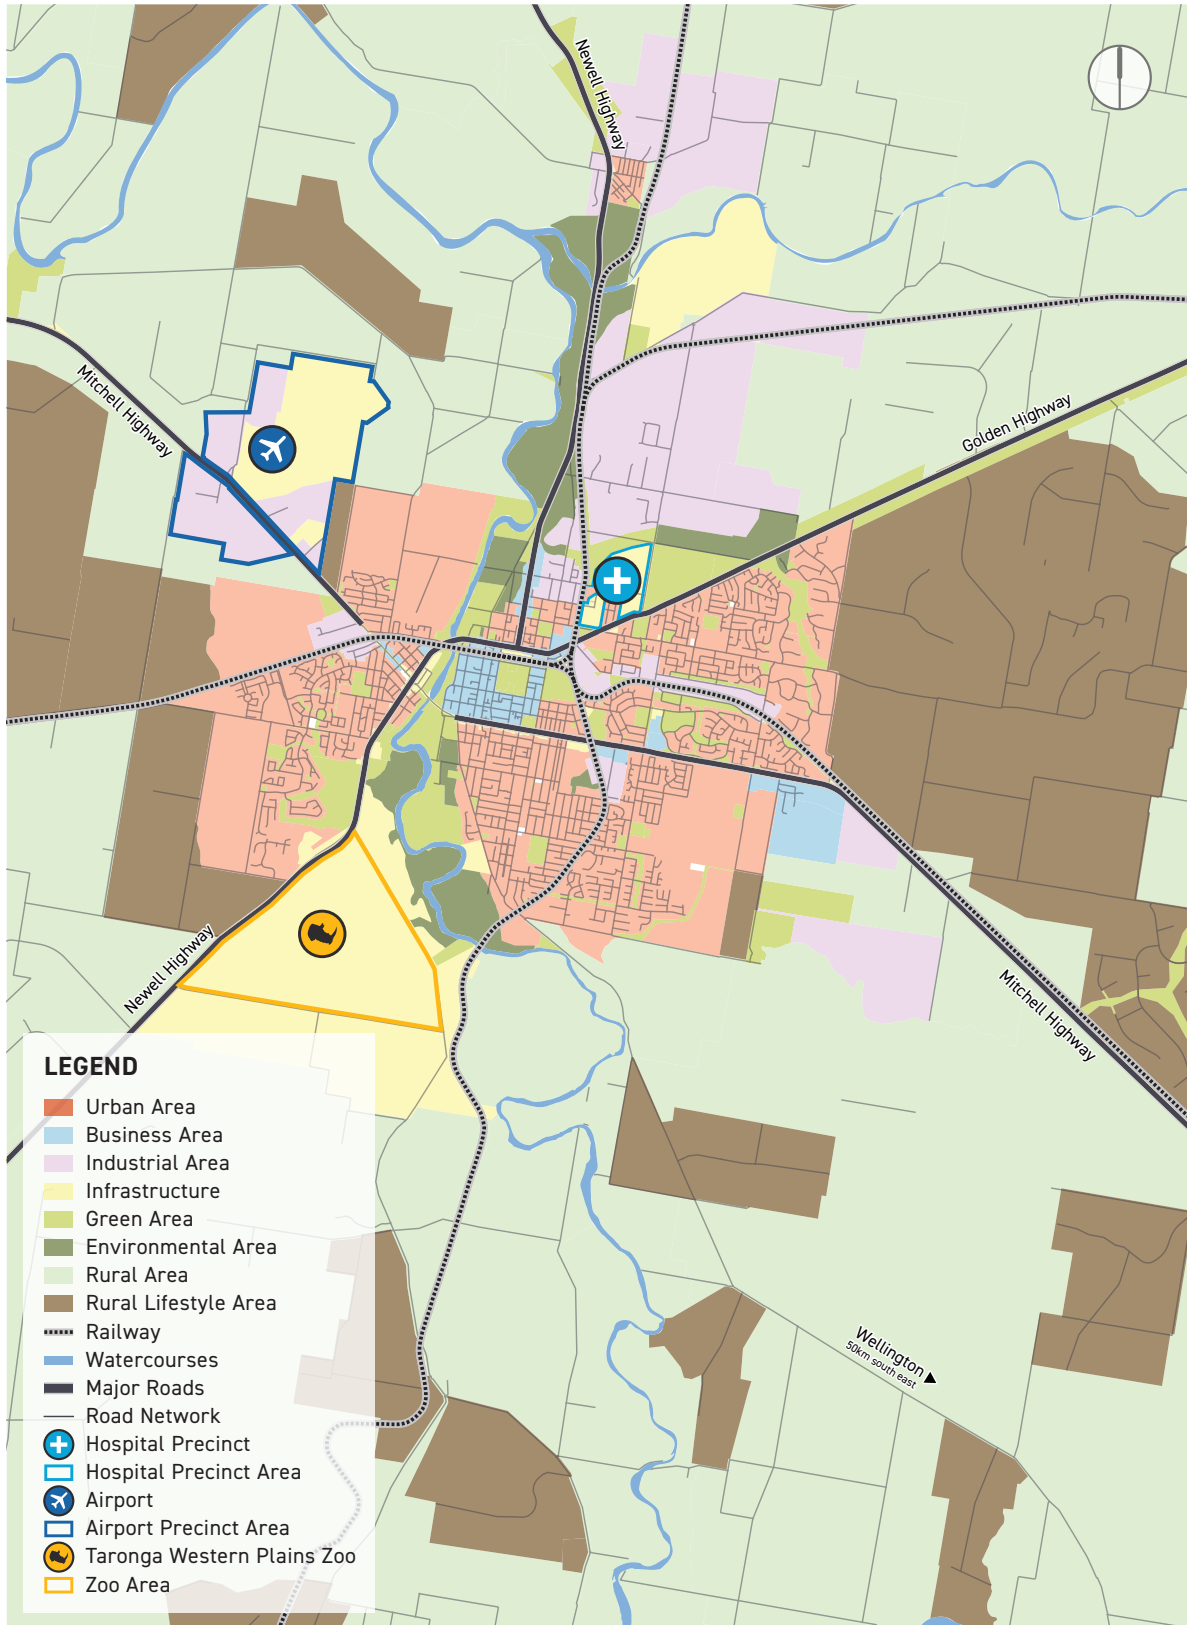 Newell Highway
Mitchell Highway
Golden Highway
Newell Highway
Mitchell Highway
Wellington
50km south east
LEGEND
Urban Area
Business Area
Industrial Area
Infrastructure
Green Area
Environmental Area
Rural Area
Rural Lifestyle Area
Railway
Watercourses
Major Roads
Road Network
Hospital Precinct
Hospital Precinct Area
Airport
Airport Precinct Area
Taronga Western Plains Zoo
Zoo Area